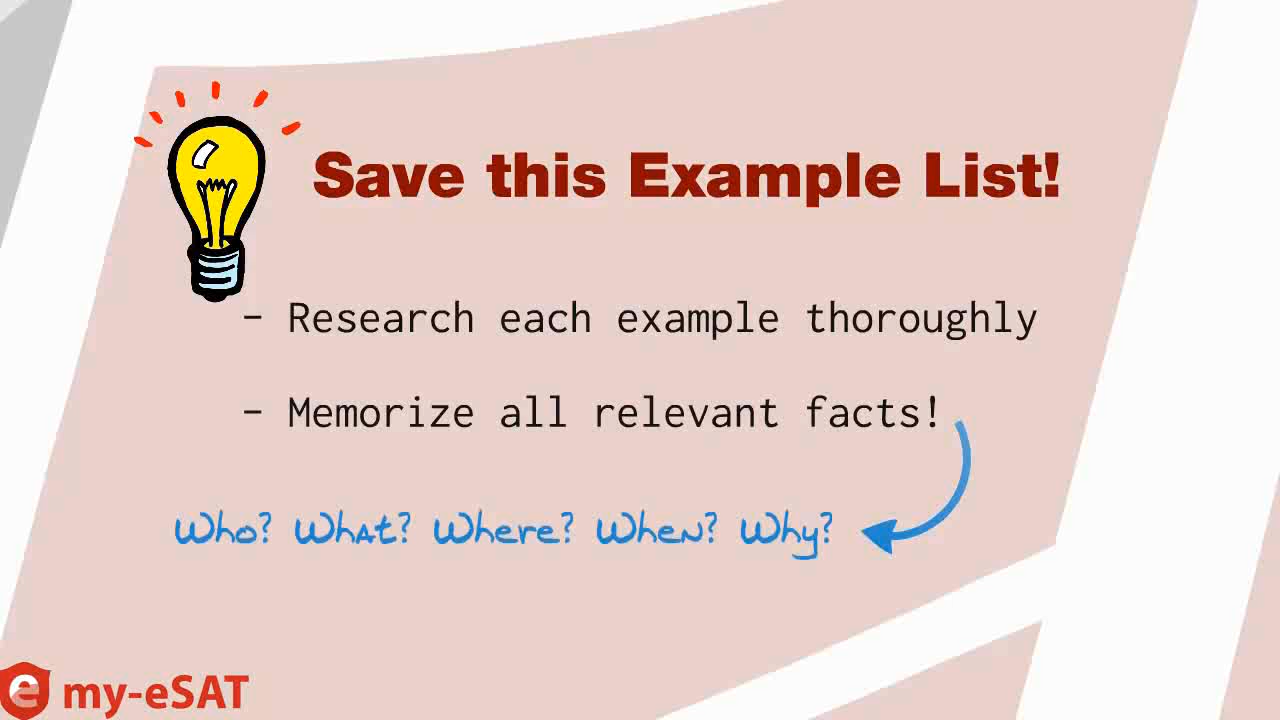 Save this Example List!
- Research each example thoroughly
- Memorize all relevant facts!
Who? What? Where? When? Why?
e my-eSAT